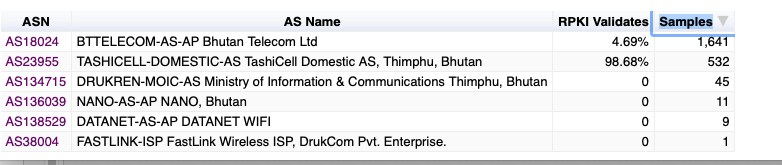 ASN AS Name RPKI Validates Samples ▼
AS18024 BTTELECOM-AS-AP Bhutan Telecom Ltd 4.69% 1,641
AS23955 TASHICELL-DOMESTIC-AS TashiCell Domestic AS, Thimphu, Bhutan 98.68% 532
AS134715 DRUKREN-MOIC-AS Ministry of Information & Communications Thimphu, Bhutan 0 45
AS136039 NANO-AS-AP NANO, Bhutan 0 11
AS138529 DATANET-AS-AP DATANET WIFI 0 9
AS38004 FASTLINK-ISP FastLink Wireless ISP, DrukCom Pvt. Enterprise. 0 1